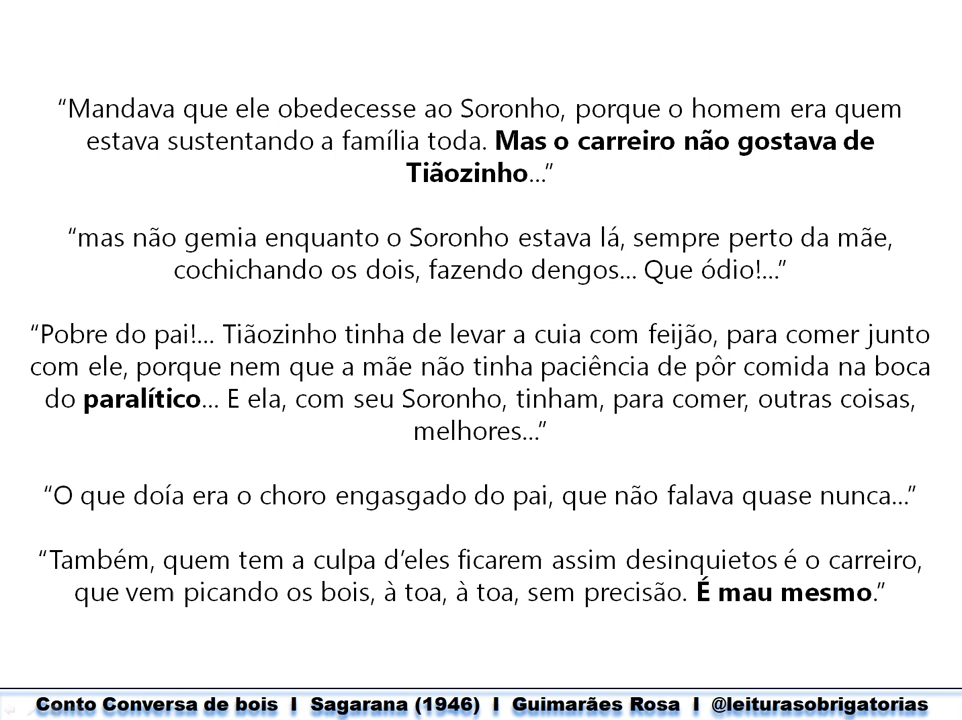 “Mandava que ele obedecesse ao Soronho, porque o homem era quem
estava sustentando a família toda. Mas o carreiro não gostava de
Tiãozinho...”
“mas não gemia enquanto o Soronho estava lá, sempre perto da mãe,
cochichando os dois, fazendo dengos... Que ódio!...”
“Pobre do pai!... Tiãozinho tinha de levar a cuia com feijão, para comer junto
com ele, porque nem que a mãe não tinha paciência de pôr comida na boca
do paralítico... E ela, com seu Soronho, tinham, para comer, outras coisas,
melhores...”
“O que doía era o choro engasgado do pai, que não falava quase nunca...”
“Também, quem tem a culpa d’eles ficarem assim desinquietos é o carreiro,
que vem picando os bois, à toa, à toa, sem precisão. É mau mesmo.”
Conto Conversa de bois I Sagarana (1946) I Guimarães Rosa I @leiturasobrigatorias